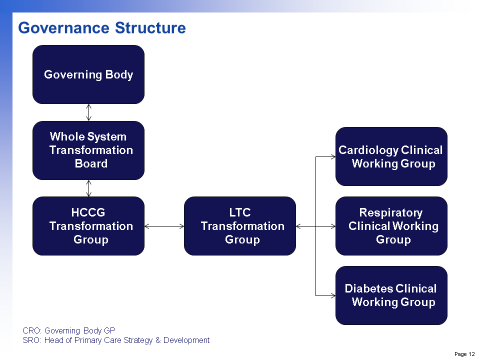 Governance Structure
Governing Body
Whole System
Transformation
Board
HCCG
Transformation
Group
LTC
Transformation
Group
Cardiology Clinical
Working Group
Respiratory
Clinical Working
Group
Diabetes Clinical
Working Group
CRO: Governing Body GP
SRO: Head of Primary Care Strategy & Development
Page 12